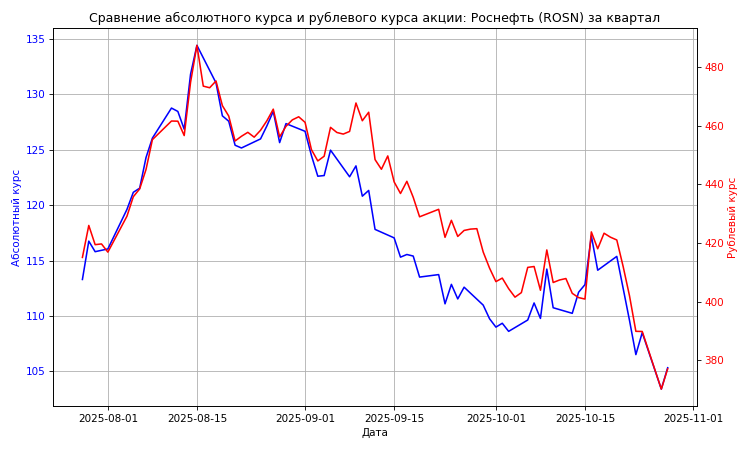 Сравнение абсолютного курса и рублевого курса акции: Роснефть (ROSN) за квартал
135
130
125
120
115
110
105
Абсолютный курс
480
460
440
420
400
380
Рублевый курс
2025-08-01 2025-08-15 2025-09-01 2025-09-15 2025-10-01 2025-10-15 2025-11-01
Дата